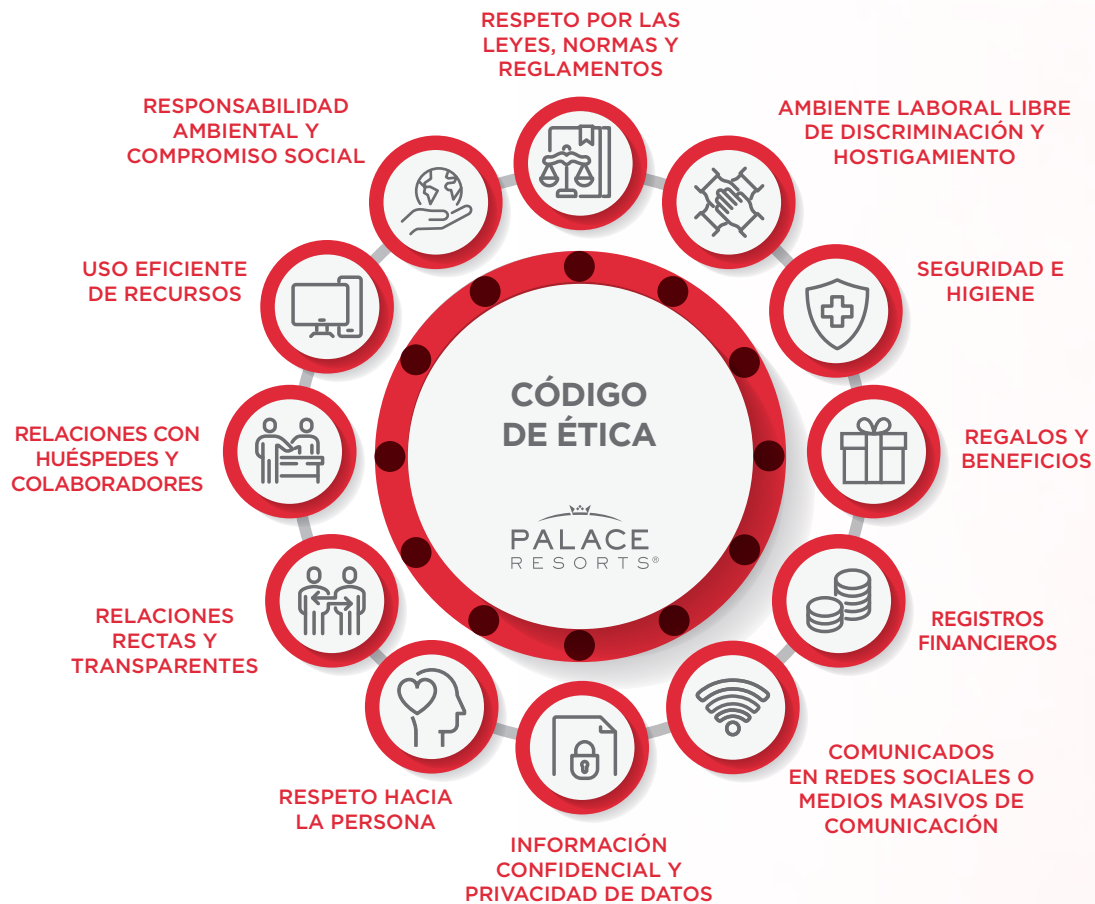 RESPETO POR LAS
LEYES, NORMAS Y
REGLAMENTOS
AMBIENTE LABORAL LIBRE
DE DISCRIMINACIÓN Y
HOSTIGAMIENTO
SEGURIDAD E
HIGIENE
REGALOS Y
BENEFICIOS
REGISTROS
FINANCIEROS
COMUNICADOS
EN REDES SOCIALES O
MEDIOS MASIVOS DE
COMUNICACIÓN
INFORMACIÓN
CONFIDENCIAL Y
PRIVACIDAD DE DATOS
RESPETO HACIA
LA PERSONA
RELACIONES
RECTAS Y
TRANSPARENTES
RELACIONES CON
HUÉSPEDES Y
COLABORADORES
USO EFICIENTE
DE RECURSOS
RESPONSABILIDAD
AMBIENTAL Y
COMPROMISO SOCIAL
CÓDIGO
DE ÉTICA
PALACE
RESORTS®